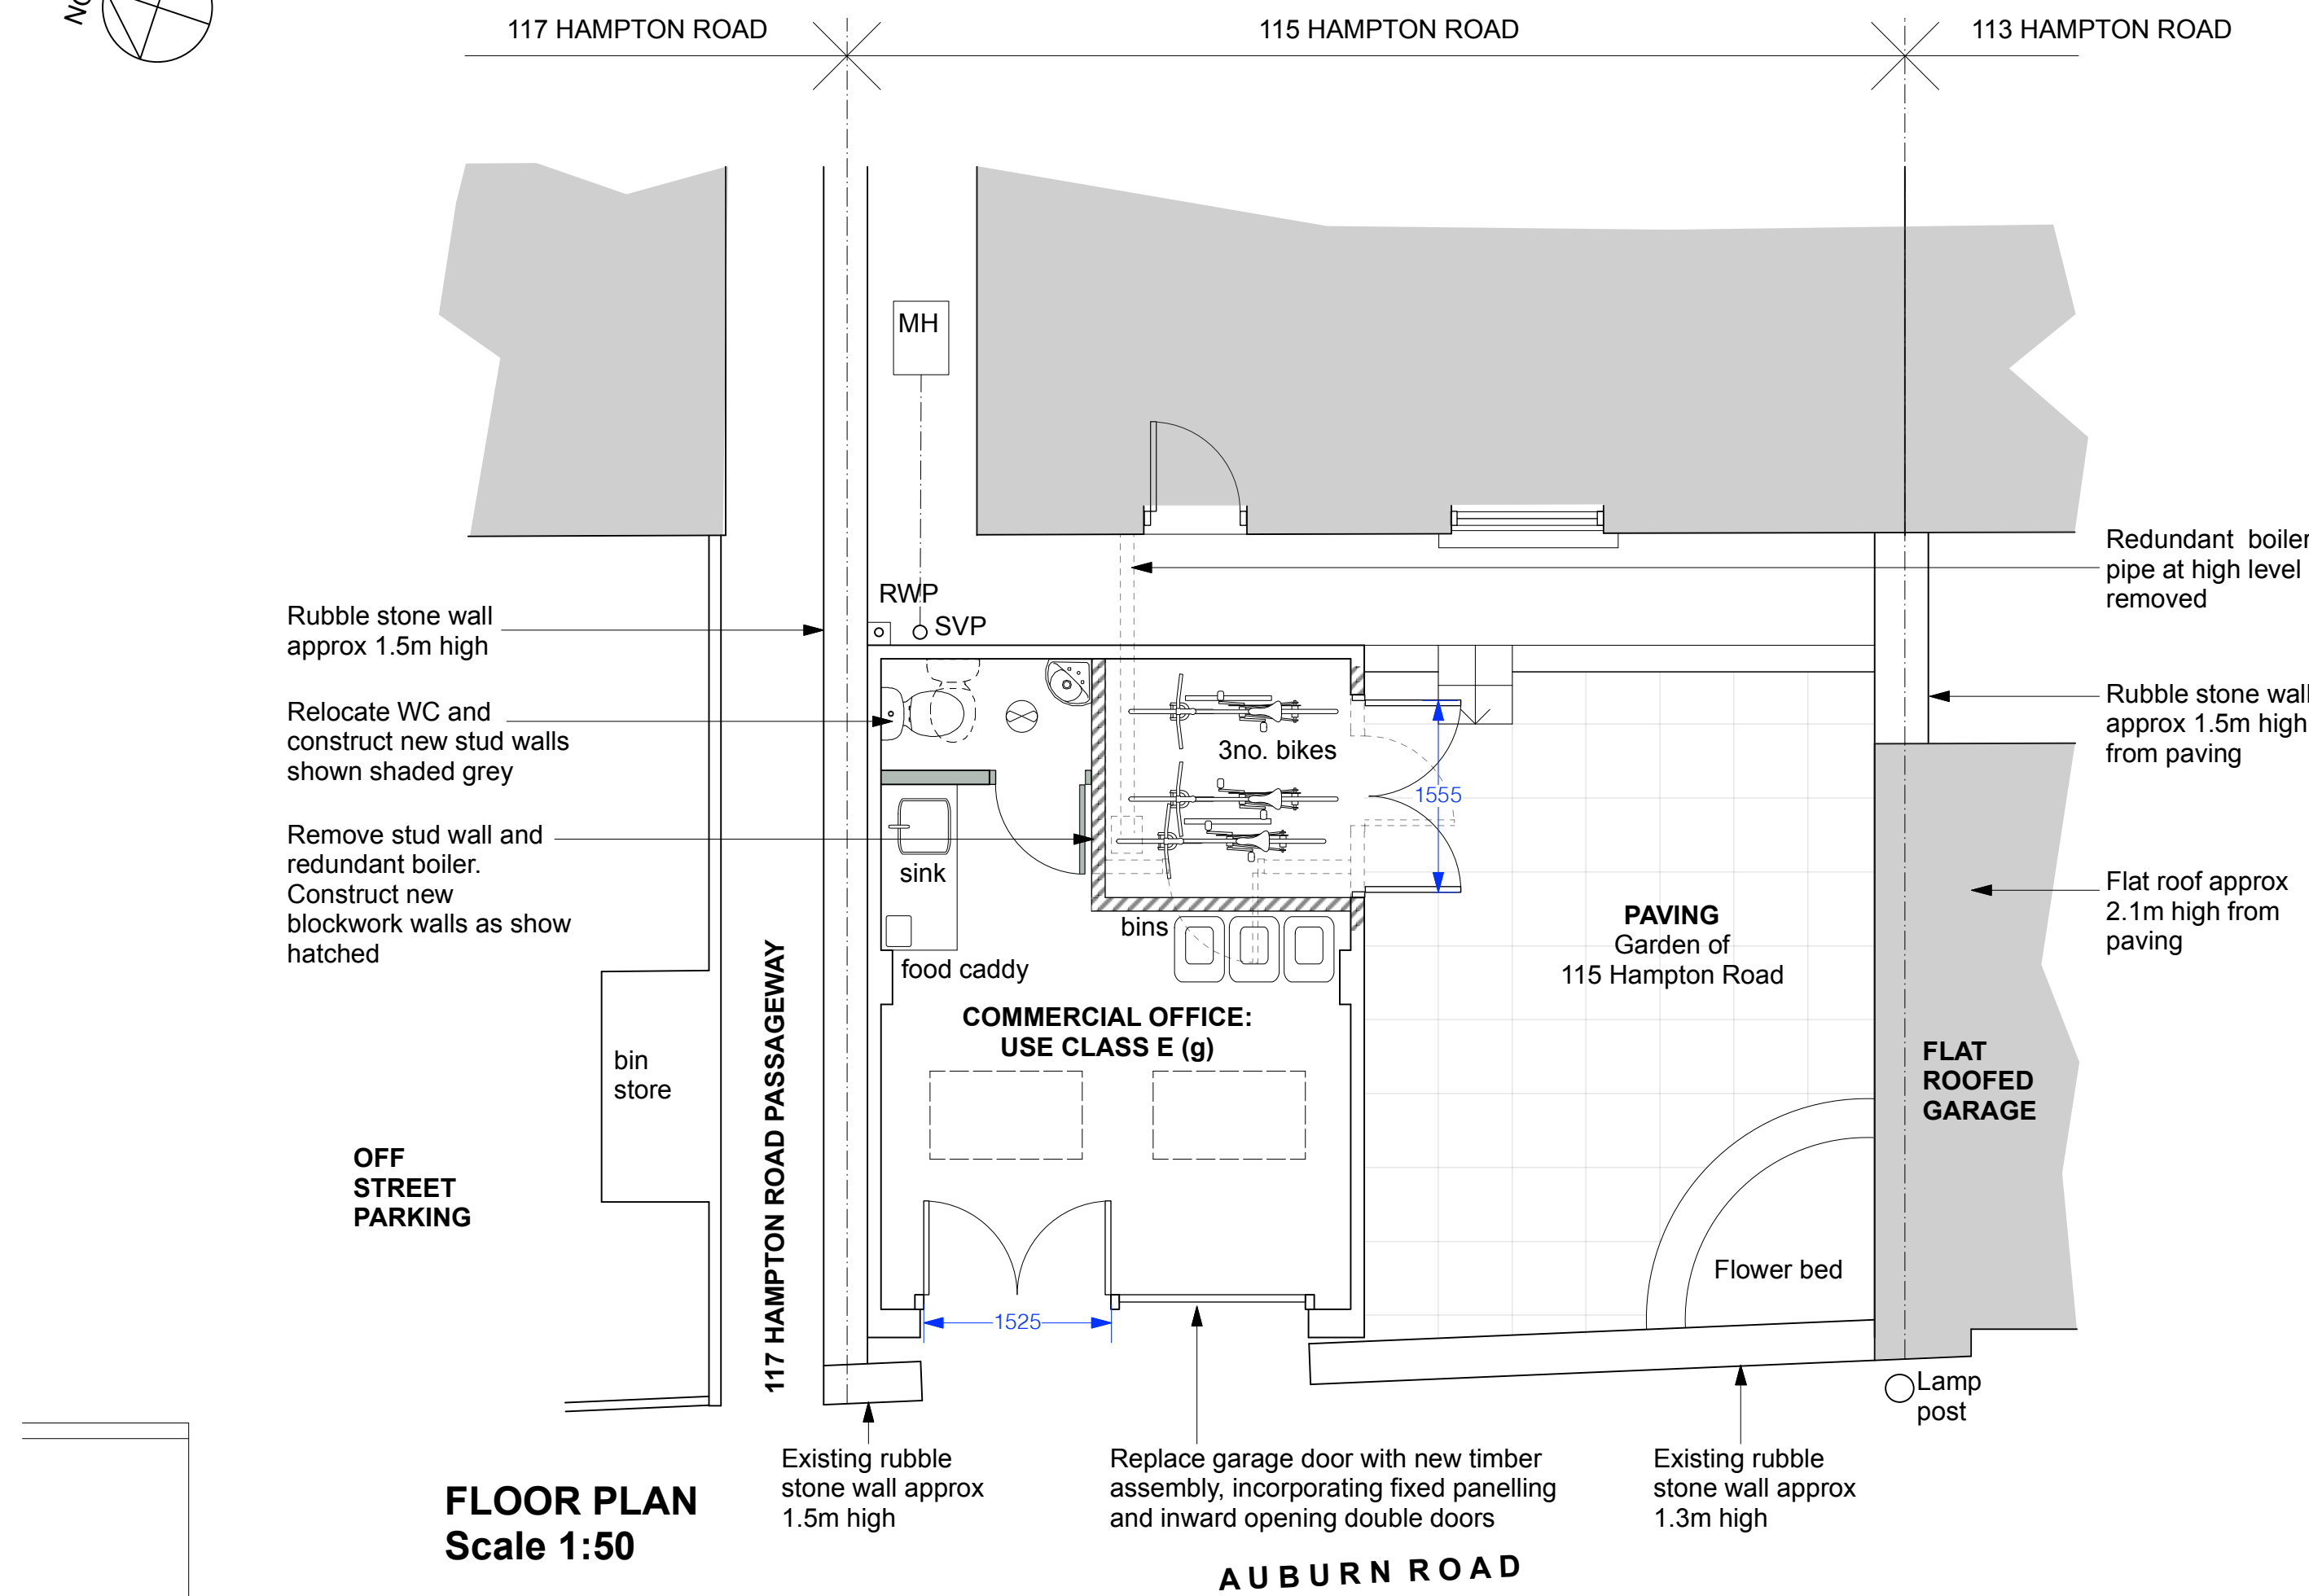 NO
117 HAMPTON ROAD
115 HAMPTON ROAD
113 HAMPTON ROAD
MH
RWP
SVP
Rubble stone wall
approx 1.5m high
Relocate WC and
construct new stud walls
shown shaded grey
Remove stud wall and
redundant boiler.
Construct new
blockwork walls as show
hatched
Redundant boiler
pipe at high level
removed
Rubble stone wall
approx 1.5m high
from paving
Flat roof approx
2.1m high from
paving
3no. bikes
1555
sink
bins
food caddy
PAVING
Garden of
115 Hampton Road
COMMERCIAL OFFICE:
USE CLASS E (g)
117 HAMPTON ROAD PASSAGEWAY
bin
store
OFF
STREET
PARKING
FLAT
ROOFED
GARAGE
Flower bed
1525
Lamp
post
Existing rubble
stone wall approx
1.5m high
Replace garage door with new timber
assembly, incorporating fixed panelling
and inward opening double doors
Existing rubble
stone wall approx
1.3m high
FLOOR PLAN
Scale 1:50
AUBURN ROAD